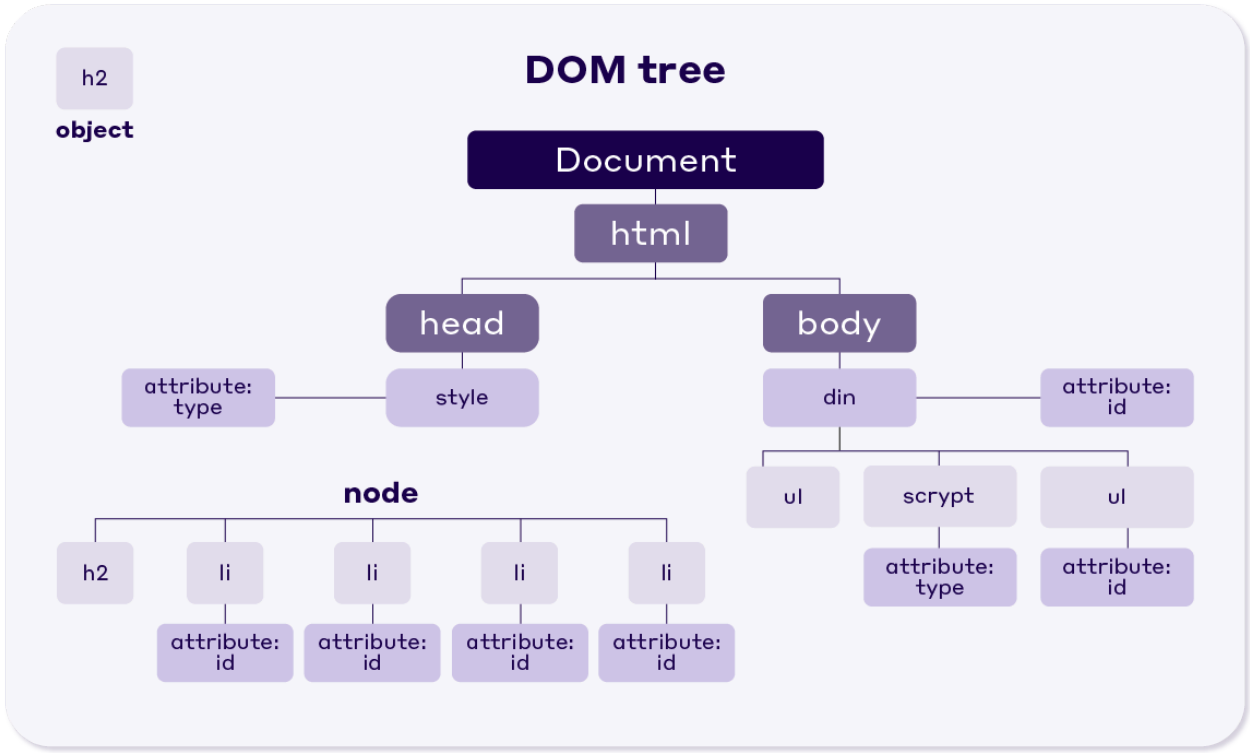 h2
object
DOM tree
Document
html
head
body
attribute:
type
style
din
attribute:
id
ul
scrypt
ul
attribute:
type
attribute:
id
node
h2
li
li
li
li
attribute:
id
attribute:
id
attribute:
id
attribute:
id